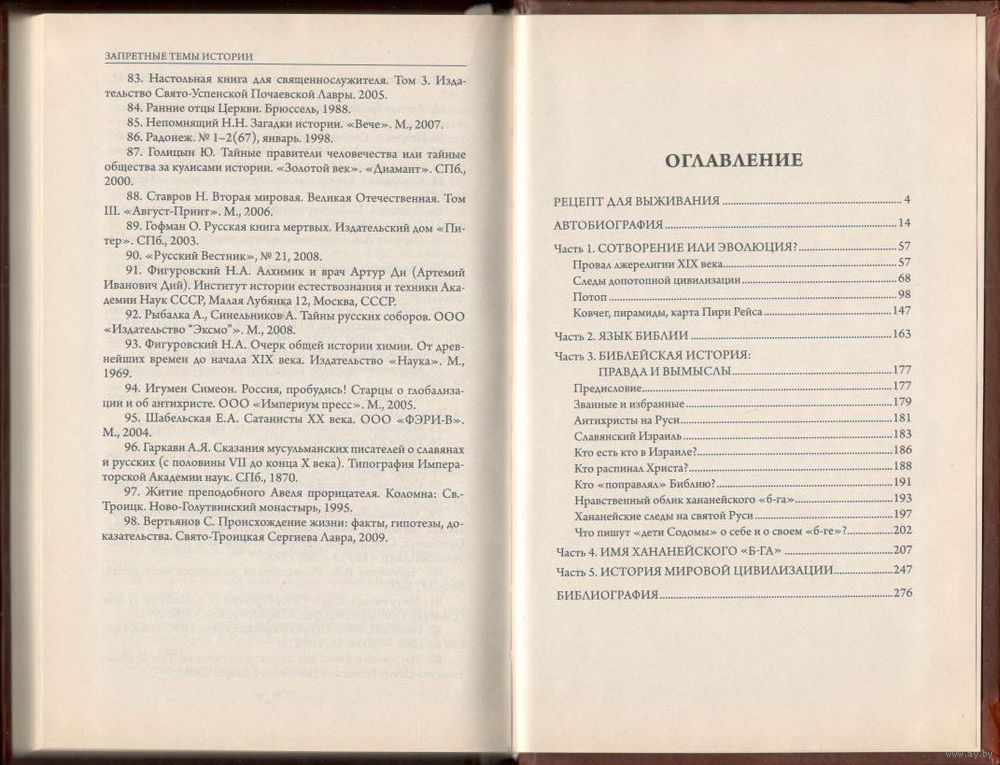 ЗАПРЕТНЫЕ ТЕМЫ ИСТОРИИ
83. Настольная книга для священнослужителя. Том 3. Изда-
тельство Свято-Успенской Почаевской Лавры. 2005.
84. Ранние отцы Церкви. Брюссель, 1988.
85. Непомнящий Н.Н. Загадки истории. «Вече». М., 2007.
86. Радонеж. № 1–2(67), январь. 1998.
87. Голицын Ю. Тайные правители человечества или тайные
общества за кулисами истории. «Золотой век». «Диамант». СПб.,
2000.
88. Ставров Н. Вторая мировая. Великая Отечественная. Том
III. «Август-Принт». М., 2006.
89. Гофман О. Русская книга мертвых. Издательский дом «Пи-
тер». СПб., 2003.
90. «Русский Вестник», № 21, 2008.
91. Фигуровский Н.А. Алхимик и врач Артур Ди (Артемий
Иванович Дий). Институт истории естествознания и техники Ака-
демии Наук СССР, Малая Лубянка 12, Москва, СССР.
92. Рыбалка А., Синельников А. Тайны русских соборов. ООО
«Издательство “Эксмо”». М., 2008.
93. Фигуровский Н.А. Очерк общей истории химии. От древ-
нейших времен до начала XIX века. Издательство «Наука». М.,
1969.
94. Игумен Симеон. Россия, пробудись! Старцы о глобализа-
ции и об антихристе. ООО «Империум пресс». М., 2005.
95. Шабельская Е.А. Сатанисты XX века. ООО «ФЭРИ-В».
М., 2004.
96. Гаркави А.Я. Сказания мусульманских писателей о славянах
и русских (с половины VII до конца X века). Типография Импера-
торской Академии наук. СПб., 1870.
97. Житие преподобного Авеля прорицателя. Коломна: Св.-
Троицк. Ново-Голутвинский монастырь, 1995.
98. Вертьянов С. Происхождение жизни: факты, гипотезы, до-
казательства. Свято-Троицкая Сергиева Лавра, 2009.
ОГЛАВЛЕНИЕ
РЕЦЕПТ ДЛЯ ВЫЖИВАНИЯ 4
АВТОБИОГРАФИЯ 14
Часть 1. СОТВОРЕНИЕ ИЛИ ЭВОЛЮЦИЯ? 57
Провал лжерелигии XIX века 57
Следы допотопной цивилизации 68
Потоп 98
Ковчег, пирамиды, карта Пири Рейса 147
Часть 2. ЯЗЫК БИБЛИИ 163
Часть 3. БИБЛЕЙСКАЯ ИСТОРИЯ:
ПРАВДА И ВЫМЫСЛЫ 177
Предисловие 177
Званные и избранные 179
Антихристы на Руси 181
Славянский Израиль 183
Кто есть кто в Израиле? 186
Кто распинал Христа? 188
Кто «поправлял» Библию? 191
Нравственный облик хананейского «б-га» 193
Хананейские следы на святой Руси 197
Что пишут «дети Содомы» о себе и о своем «б-ге»? 202
Часть 4. ИМЯ ХАНАНЕЙСКОГО «Б-ГА» 207
Часть 5. ИСТОРИЯ МИРОВОЙ ЦИВИЛИЗАЦИИ 247
БИБЛИОГРАФИЯ 276
www.ay.by